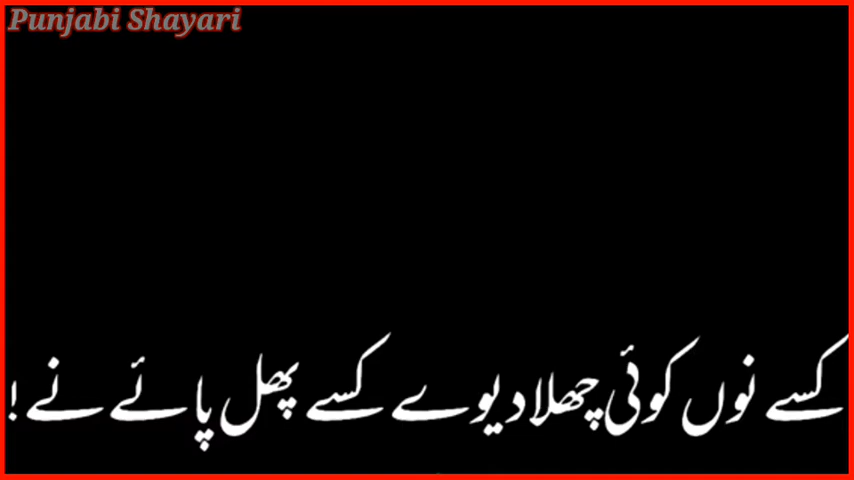 Punjabi Shayari
کسے نوں کوئی چھلا دیوے کسے پھل پائے نے !